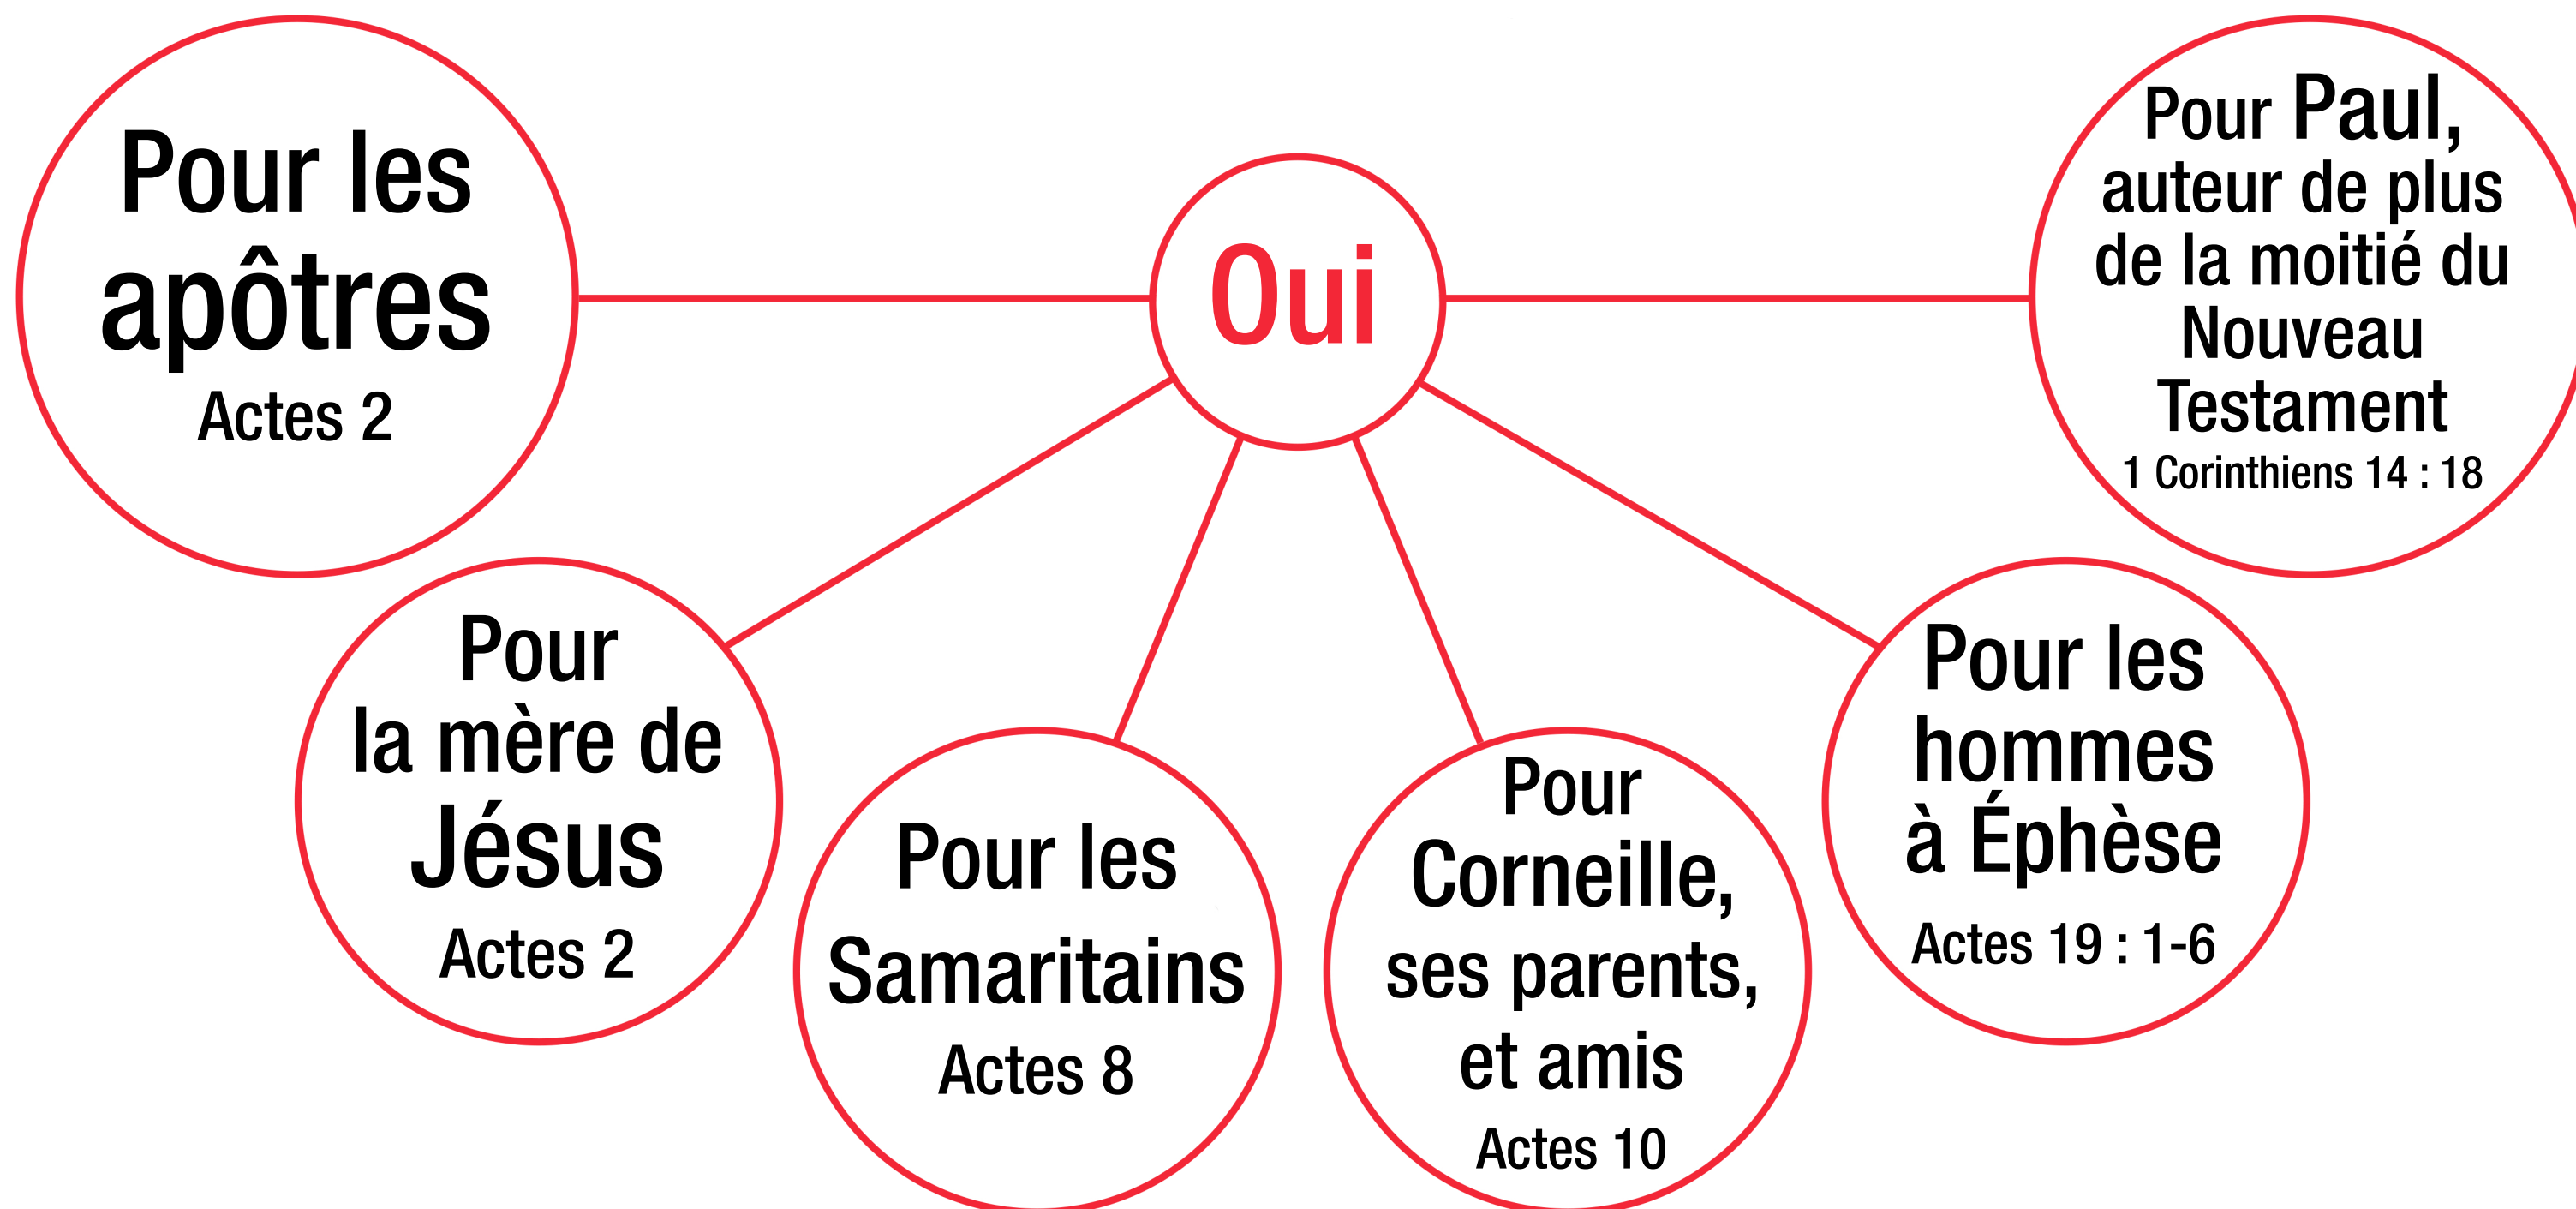 Pour les
apôtres
Actes 2
Oui
Pour Paul,
auteur de plus
de la moitié du
Nouveau
Testament
1 Corinthiens 14 : 18
Pour
la mère de
Jésus
Actes 2
Pour les
Samaritains
Actes 8
Pour
Corneille,
ses parents,
et amis
Actes 10
Pour les
hommes
à Éphèse
Actes 19 : 1-6